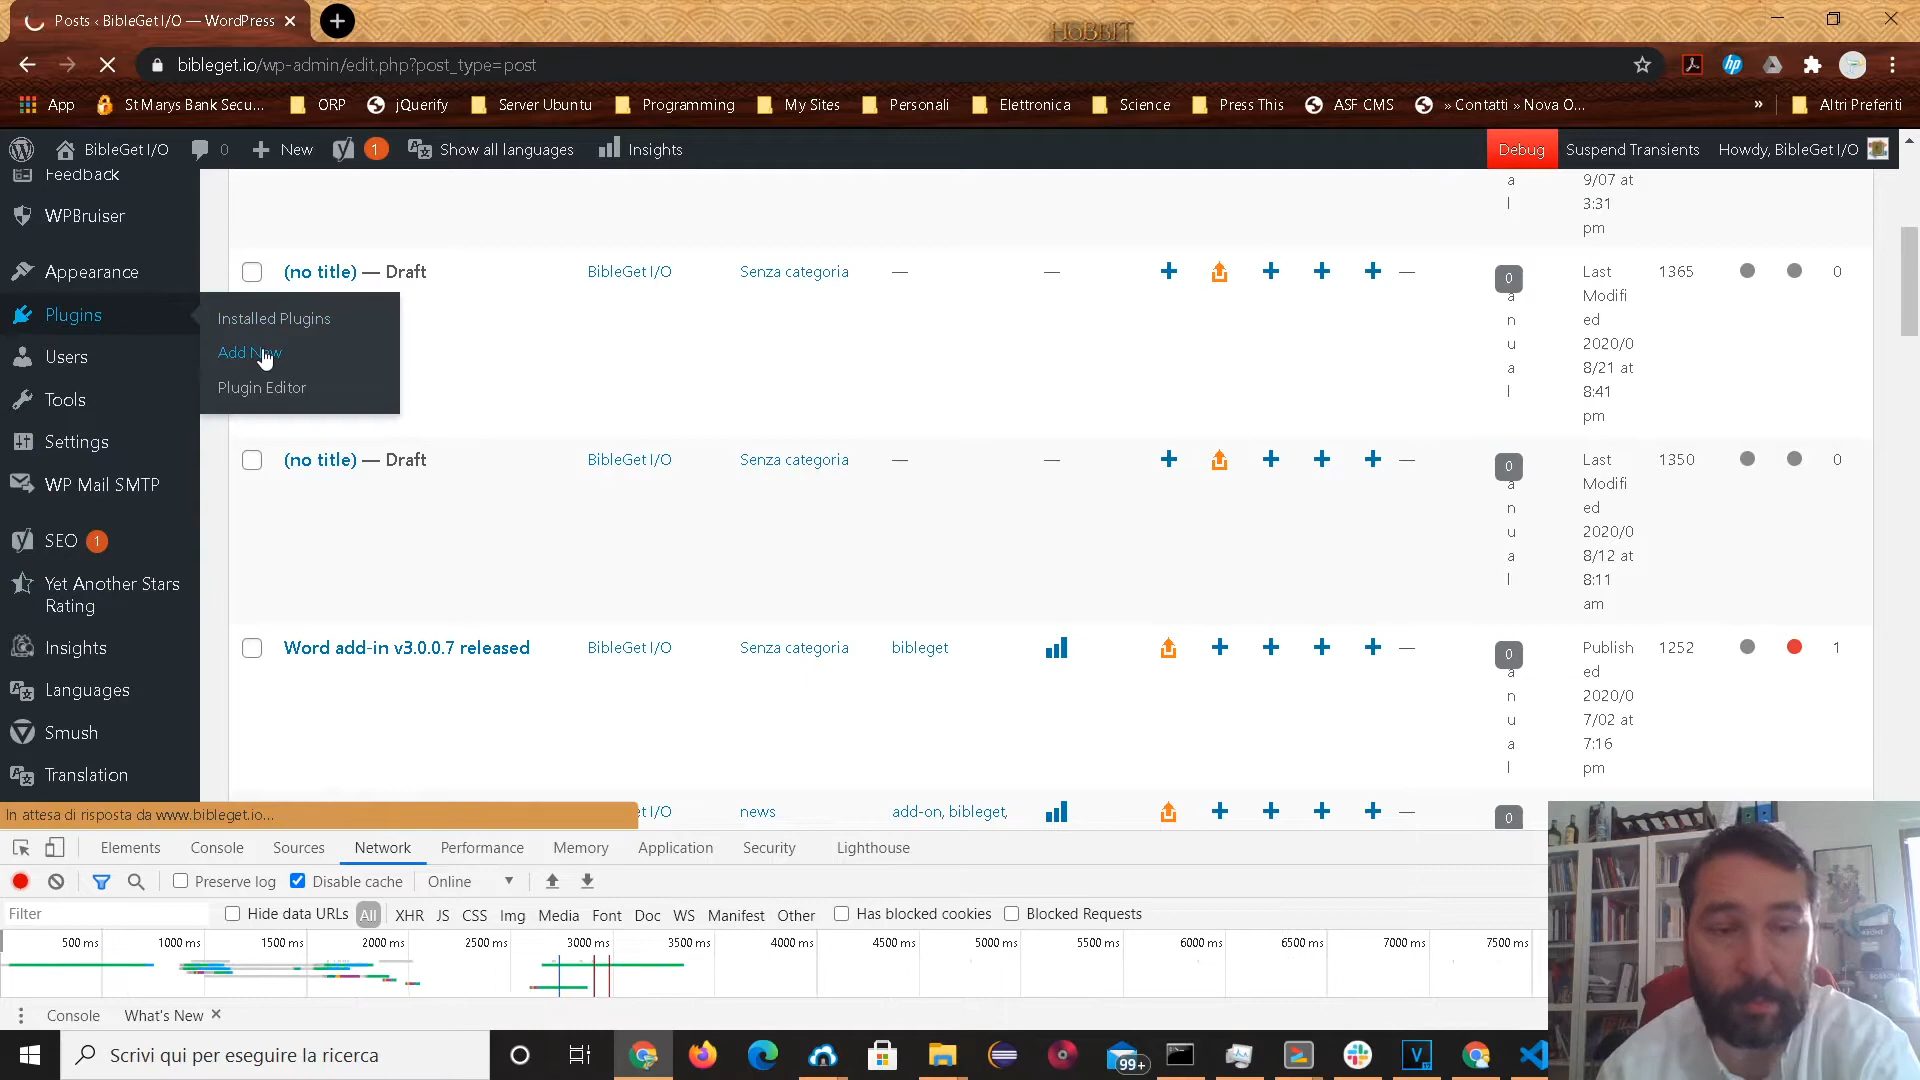 Posts ‹ BibleGet I/O — WordPress
HoBBIT
bibleget.io/wp-admin/edit.php?post_type=post
App
St Marys Bank Secu...
ORP
jQuerify
Server Ubuntu
Programming
My Sites
Personali
Elettronica
Science
Press This
ASF CMS
» Contatti » Nova O...
»
Altri Preferiti
BibleGet I/O
0
New
1
Show all languages
Insights
Debug
Suspend Transients
Howdy, BibleGet I/O
Feedback
WPBruiser
Appearance
Plugins
Users
Tools
Settings
WP Mail SMTP
SEO 1
Yet Another Stars
Rating
Insights
Languages
Smush
Translation
Installed Plugins
Add New
Plugin Editor
a
l
9/07 at
3:31
pm
(no title) — Draft
BibleGet I/O
Senza categoria
—
—
—
0
a
n
u
a
l
Last
Modifi
ed
2020/0
8/21 at
8:41
pm
1365
0
(no title) — Draft
BibleGet I/O
Senza categoria
—
—
—
0
a
n
u
a
l
Last
Modifi
ed
2020/0
8/12 at
8:11
am
1350
0
Word add-in v3.0.0.7 released
BibleGet I/O
Senza categoria
bibleget
—
0
a
n
u
a
l
Publish
ed
2020/0
7/02 at
7:16
pm
1252
1
et I/O
news
add-on, bibleget,
0
In attesa di risposta da www.bibleget.io...
Elements
Console
Sources
Network
Performance
Memory
Application
Security
Lighthouse
Preserve log
Disable cache
Online
Filter
Hide data URLs
All
XHR
JS
CSS
Img
Media
Font
Doc
WS
Manifest
Other
Has blocked cookies
Blocked Requests
500 ms
1000 ms
1500 ms
2000 ms
2500 ms
3000 ms
3500 ms
4000 ms
4500 ms
5000 ms
5500 ms
6000 ms
6500 ms
7000 ms
7500 ms
Console
What's New
Scrivi qui per eseguire la ricerca
99+